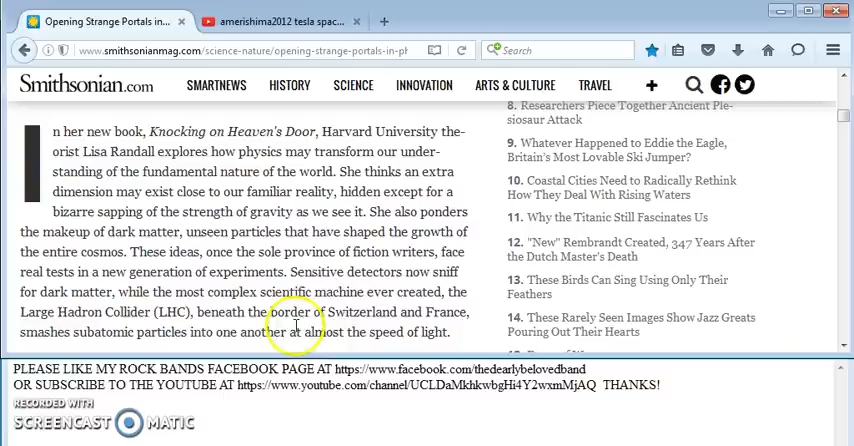 Opening Strange Portals in...
amerishima2012 tesla spac...
www.smithsonianmag.com/science-nature/opening-strange-portals-in-ph
Search
Smithsonian.com
SMARTNEWS HISTORY SCIENCE INNOVATION ARTS & CULTURE TRAVEL
In her new book, Knocking on Heaven's Door, Harvard University the-
orist Lisa Randall explores how physics may transform our under-
standing of the fundamental nature of the world. She thinks an extra
dimension may exist close to our familiar reality, hidden except for a
bizarre sapping of the strength of gravity as we see it. She also ponders
the makeup of dark matter, unseen particles that have shaped the growth of
the entire cosmos. These ideas, once the sole province of fiction writers, face
real tests in a new generation of experiments. Sensitive detectors now sniff
for dark matter, while the most complex scientific machine ever created, the
Large Hadron Collider (LHC), beneath the border of Switzerland and France,
smashes subatomic particles into one another at almost the speed of light.
8. Researchers Piece Together Ancient Ple-
siosaur Attack
9. Whatever Happened to Eddie the Eagle,
Britain's Most Lovable Ski Jumper?
10. Coastal Cities Need to Radically Rethink
How They Deal With Rising Waters
11. Why the Titanic Still Fascinates Us
12. "New" Rembrandt Created, 347 Years After
the Dutch Master's Death
13. These Birds Can Sing Using Only Their
Feathers
14. These Rarely Seen Images Show Jazz Greats
Pouring Out Their Hearts
PLEASE LIKE MY ROCK BANDS FACEBOOK PAGE AT https://www.facebook.com/thedearlybelovedband
OR SUBSCRIBE TO THE YOUTUBE AT https://www.youtube.com/channel/UCLDaMkhkwbgHi4Y2wxmMjAQ THANKS!
RECORDED WITH
SCREENCAST MATIC